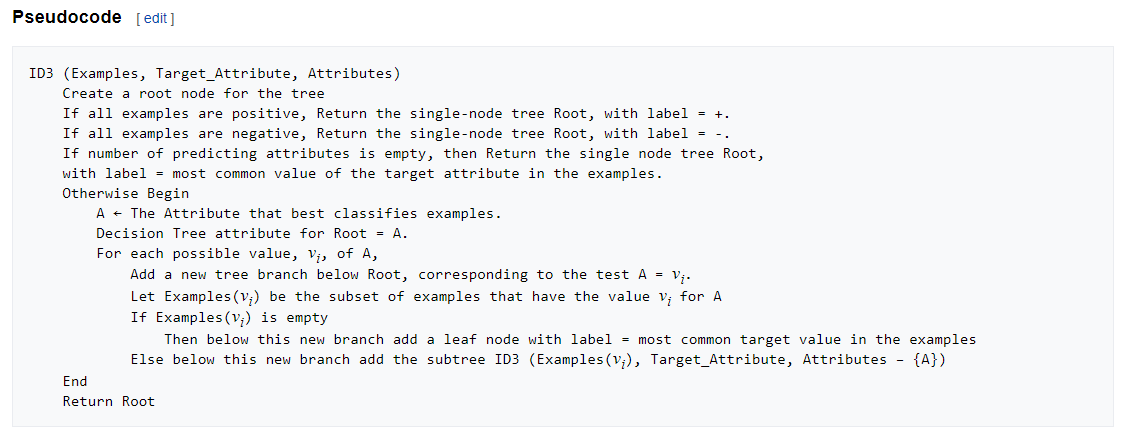 Pseudocode [ edit ]
ID3 (Examples, Target_Attribute, Attributes)
Create a root node for the tree
If all examples are positive, Return the single-node tree Root, with label = +.
If all examples are negative, Return the single-node tree Root, with label = -.
If number of predicting attributes is empty, then Return the single node tree Root,
with label = most common value of the target attribute in the examples.
Otherwise Begin
A ← The Attribute that best classifies examples.
Decision Tree attribute for Root = A.
For each possible value, vᵢ, of A,
Add a new tree branch below Root, corresponding to the test A = vᵢ.
Let Examples(vᵢ) be the subset of examples that have the value vᵢ for A
If Examples(vᵢ) is empty
Then below this new branch add a leaf node with label = most common target value in the examples
Else below this new branch add the subtree ID3 (Examples(vᵢ), Target_Attribute, Attributes – {A})
End
Return Root